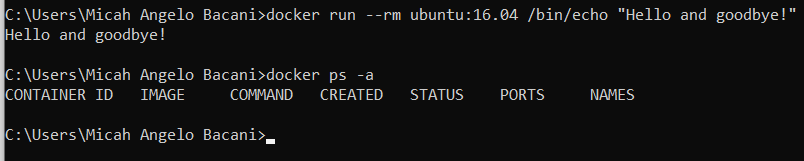 C:\Users\Micah Angelo Bacani>docker run --rm ubuntu:16.04 /bin/echo "Hello and goodbye!"
Hello and goodbye!
C:\Users\Micah Angelo Bacani>docker ps -a
CONTAINER ID   IMAGE     COMMAND   CREATED   STATUS    PORTS     NAMES
C:\Users\Micah Angelo Bacani>